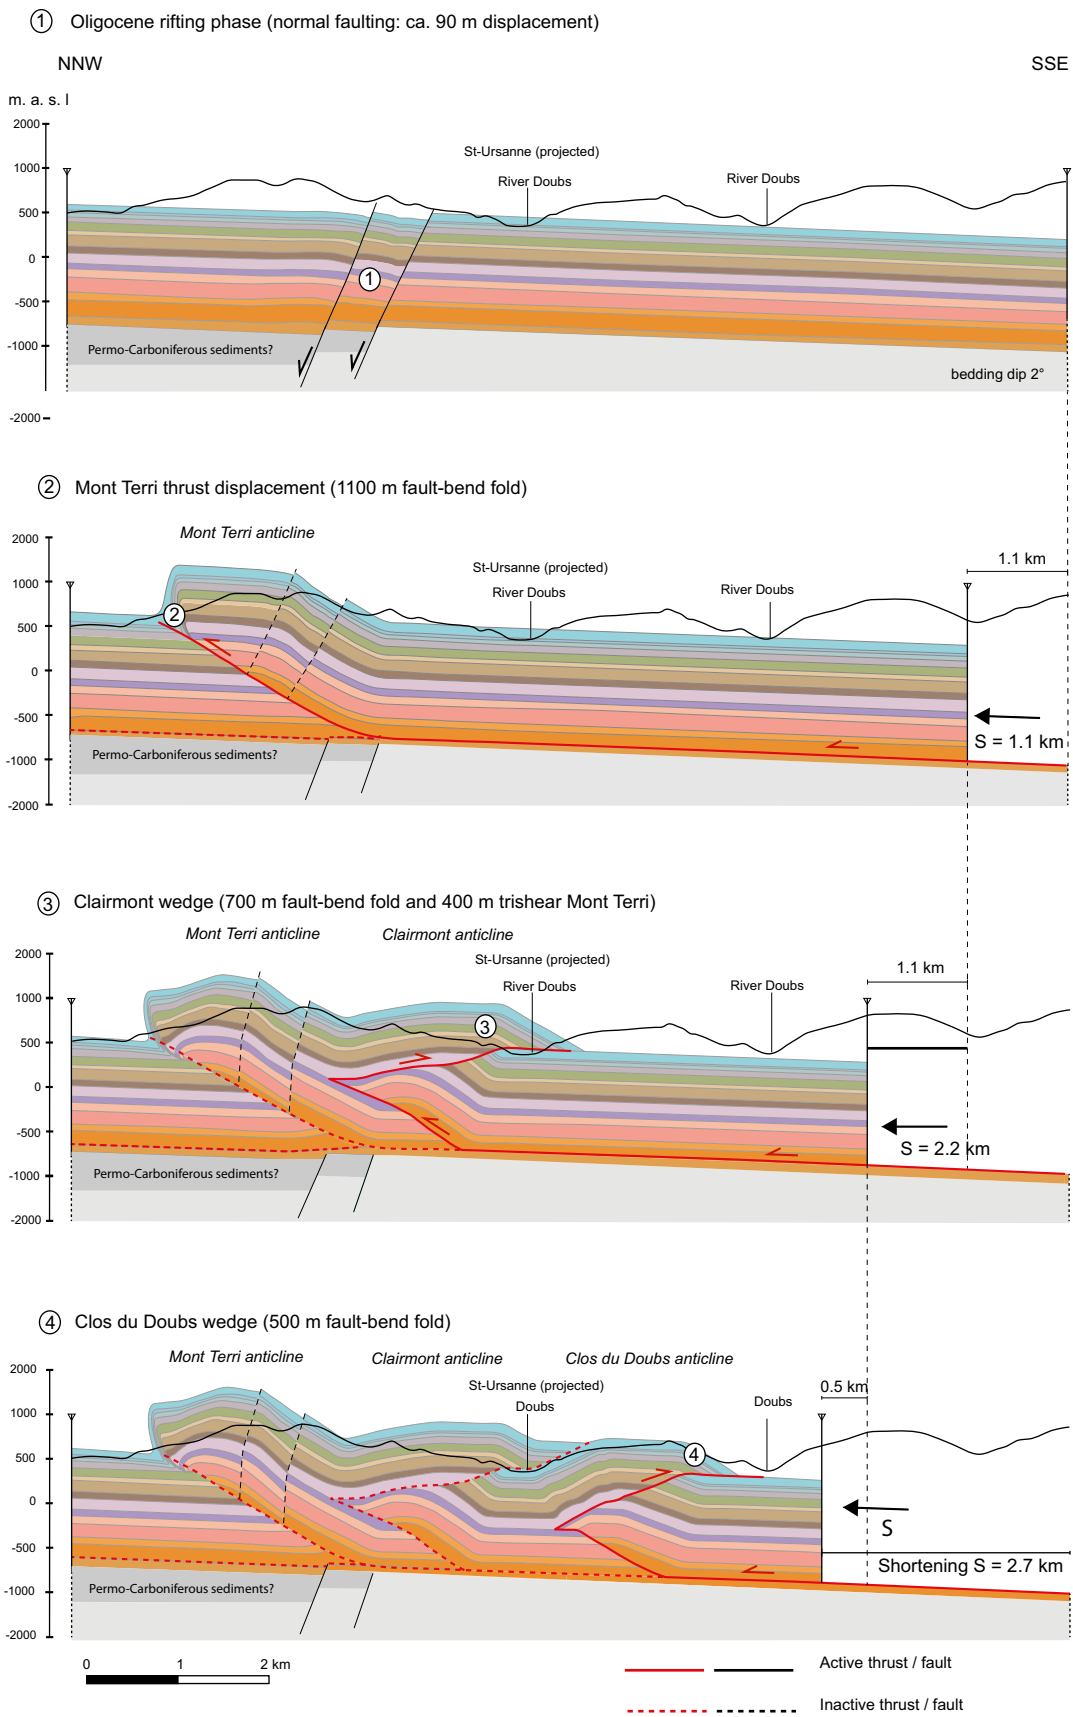 1 Oligocene rifting phase (normal faulting: ca. 90 m displacement)
NNW SSE
m. a. s. l
2000
St-Ursanne (projected)
1000
River Doubs River Doubs
500
0
1
-500
-1000
Permo-Carboniferous sediments?
bedding dip 2°
-2000
2 Mont Terri thrust displacement (1100 m fault-bend fold)
Mont Terri anticline
2000
1.1 km
St-Ursanne (projected)
1000
River Doubs River Doubs
2
500
0
-500
S = 1.1 km
Permo-Carboniferous sediments?
-1000
-2000
3 Clairmont wedge (700 m fault-bend fold and 400 m trishear Mont Terri)
Mont Terri anticline Clairmont anticline
2000
St-Ursanne (projected)
1.1 km
River Doubs River Doubs
1000
3
500
0
-500
S = 2.2 km
Permo-Carboniferous sediments?
-1000
-2000
4 Clos du Doubs wedge (500 m fault-bend fold)
Mont Terri anticline Clairmont anticline Clos du Doubs anticline
2000
St-Ursanne (projected)
0.5 km
Doubs Doubs
1000
4
500
0
S
-500
Shortening S = 2.7 km
Permo-Carboniferous sediments?
-1000
-2000
0 1 2 km
Active thrust / fault
Inactive thrust / fault